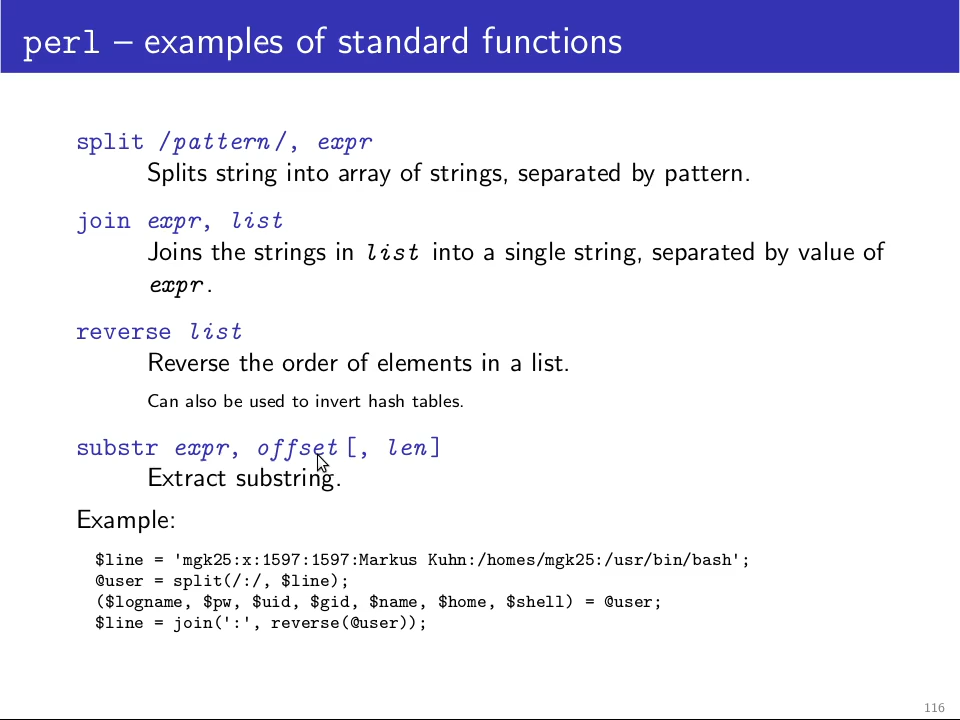 perl – examples of standard functions
split /pattern/, expr
Splits string into array of strings, separated by pattern.
join expr, list
Joins the strings in list into a single string, separated by value of
expr.
reverse list
Reverse the order of elements in a list.
Can also be used to invert hash tables.
substr expr, offset[, len]
Extract substring.
Example:
$line = 'mgk25:x:1597:1597:Markus Kuhn:/homes/mgk25:/usr/bin/bash';
@user = split(/:/, $line);
($logname, $pw, $uid, $gid, $name, $home, $shell) = @user;
$line = join(':', reverse(@user));
116